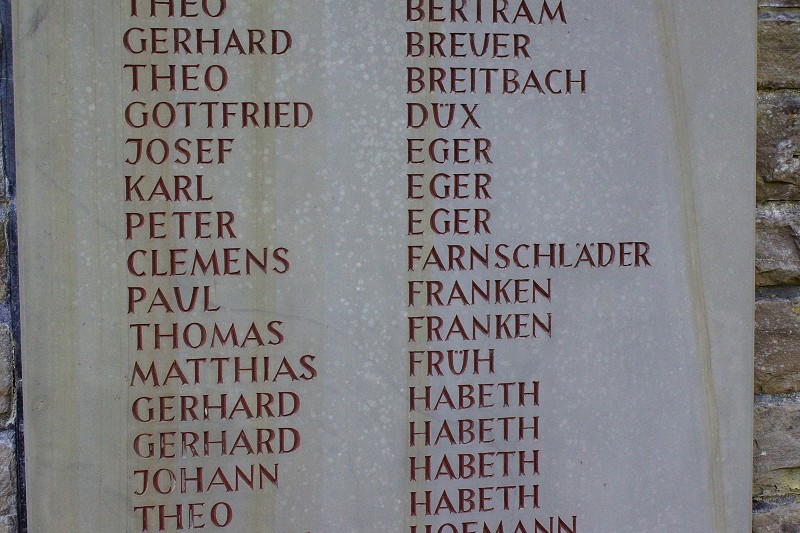 THEO BERTRAM
GERHARD BREUER
THEO BREITBACH
GOTTFRIED DÜX
JOSEF EGER
KARL EGER
PETER EGER
CLEMENS FARNSCHLÄDER
PAUL FRANKEN
THOMAS FRANKEN
MATTHIAS FRÜH
GERHARD HABETH
GERHARD HABETH
JOHANN HABETH
THEO HABETH
HOFMANN